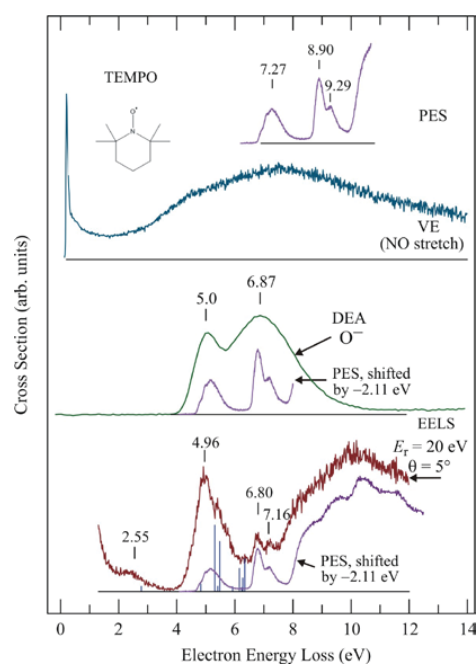 TEMPO
O•
N
7.27
8.90
9.29
PES
VE
(NO stretch)
5.0
6.87
DEA
O−
PES, shifted
by −2.11 eV
EELS
4.96
Er = 20 eV
θ = 5°
6.80
7.16
2.55
PES, shifted
by −2.11 eV
0 2 4 6 8 10 12 14
Electron Energy Loss (eV)
Cross Section (arb. units)